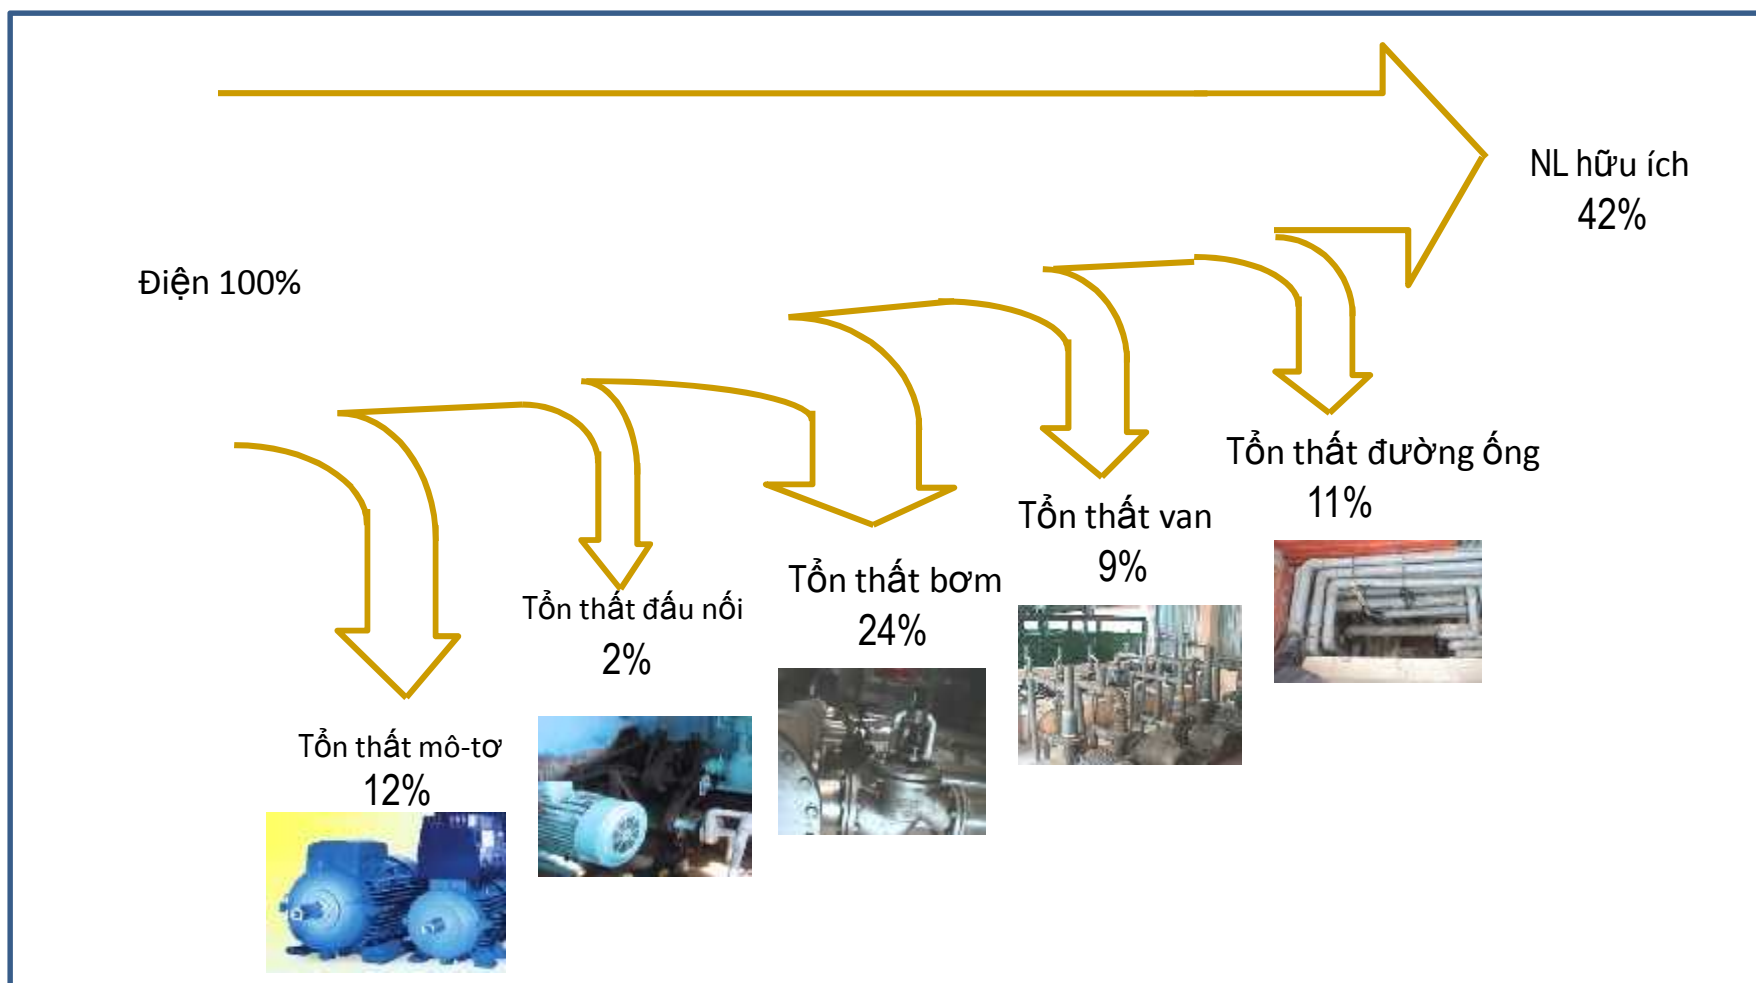 NL hữu ích
42%
Điện 100%
Tổn thất đường ống
11%
Tổn thất van
9%
Tổn thất bơm
24%
Tổn thất đấu nối
2%
Tổn thất mô-tơ
12%